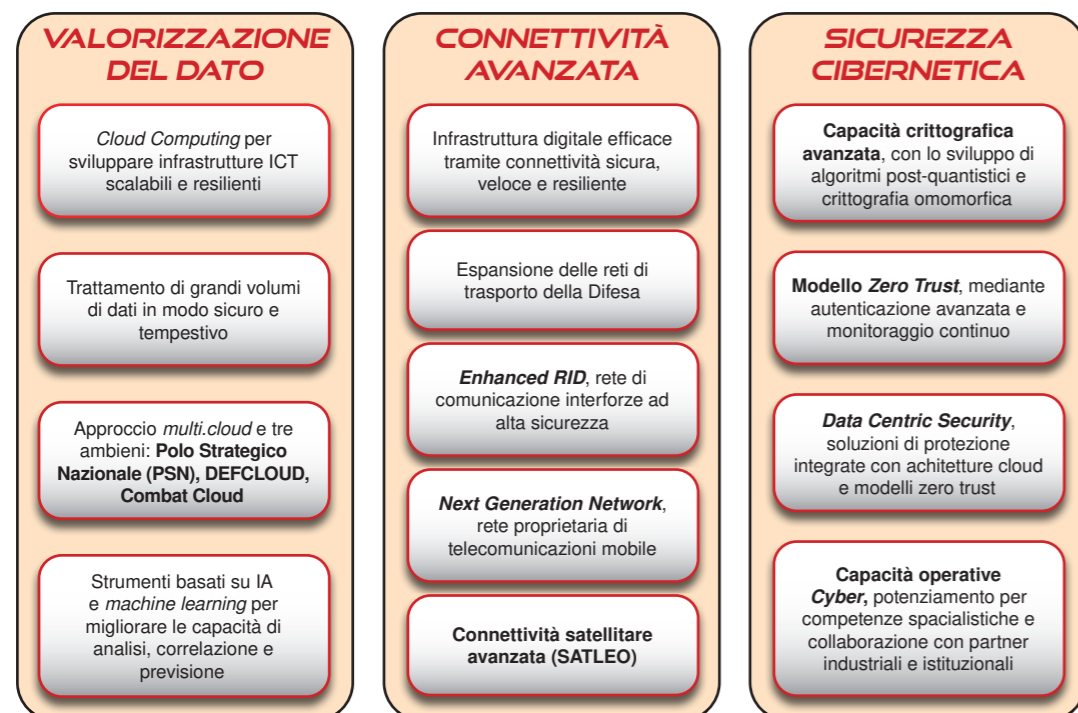 VALORIZZAZIONE
DEL DATO
Cloud Computing per
sviluppare infrastrutture ICT
scalabili e resilienti
Trattamento di grandi volumi
di dati in modo sicuro e
tempestivo
Approccio multi.cloud e tre
ambieni: Polo Strategico
Nazionale (PSN), DEFCLOUD,
Combat Cloud
Strumenti basati su IA
e machine learning per
migliorare le capacità di
analisi, correlazione e
previsione
CONNETTIVITÀ
AVANZATA
Infrastruttura digitale efficace
tramite connettività sicura,
veloce e resiliente
Espansione delle reti di
trasporto della Difesa
Enhanced RID, rete di
comunicazione interforze ad
alta sicurezza
Next Generation Network,
rete proprietaria di
telecomunicazioni mobile
Connettività satellitare
avanzata (SATLEO)
SICUREZZA
CIBERNETICA
Capacità crittografica
avanzata, con lo sviluppo di
algoritmi post-quantistici e
crittografia omomorfica
Modello Zero Trust, mediante
autenticazione avanzata e
monitoraggio continuo
Data Centric Security,
soluzioni di protezione
integrate con achitetture cloud
e modelli zero trust
Capacità operative
Cyber, potenziamento per
competenze spacialistiche e
collaborazione con partner
industriali e istituzionali